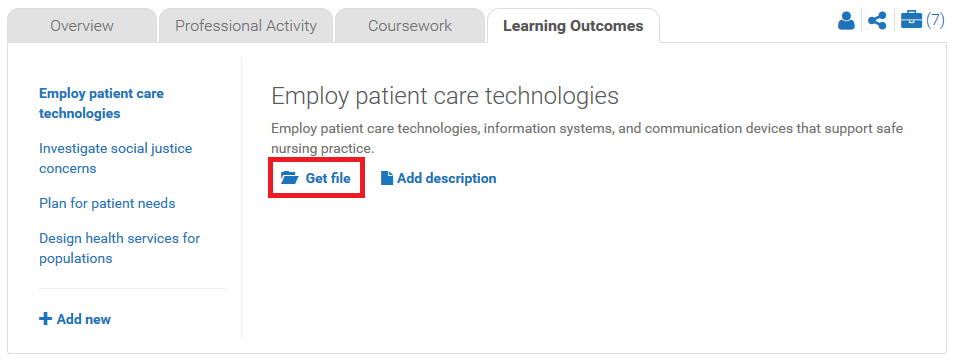 Overview
Professional Activity
Coursework
Learning Outcomes
(7)
Employ patient care
technologies
Investigate social justice
concerns
Plan for patient needs
Design health services for
populations
Add new
Employ patient care technologies
Employ patient care technologies, information systems, and communication devices that support safe
nursing practice.
Get file
Add description